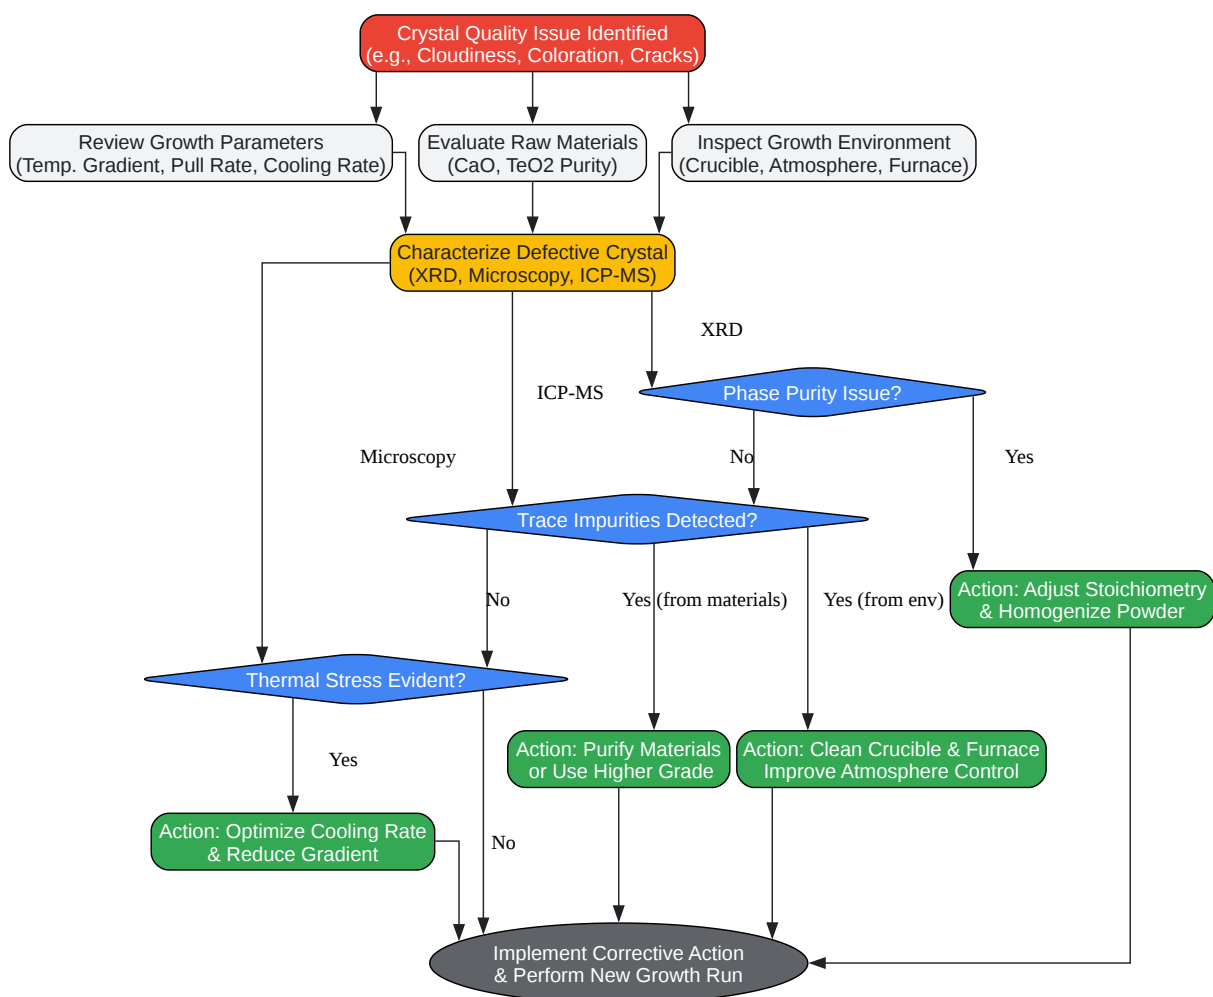 Crystal Quality Issue Identified
(e.g., Cloudiness, Coloration, Cracks)
Review Growth Parameters
(Temp. Gradient, Pull Rate, Cooling Rate)
Evaluate Raw Materials
(CaO, TeO2 Purity)
Inspect Growth Environment
(Crucible, Atmosphere, Furnace)
Characterize Defective Crystal
(XRD, Microscopy, ICP-MS)
XRD
ICP-MS
Phase Purity Issue?
Microscopy
No
Yes
Trace Impurities Detected?
No
Yes (from materials)
Yes (from env)
Action: Adjust Stoichiometry
& Homogenize Powder
Thermal Stress Evident?
Yes
Action: Purify Materials
or Use Higher Grade
Action: Clean Crucible & Furnace
Improve Atmosphere Control
Action: Optimize Cooling Rate
& Reduce Gradient
No
Implement Corrective Action
& Perform New Growth Run